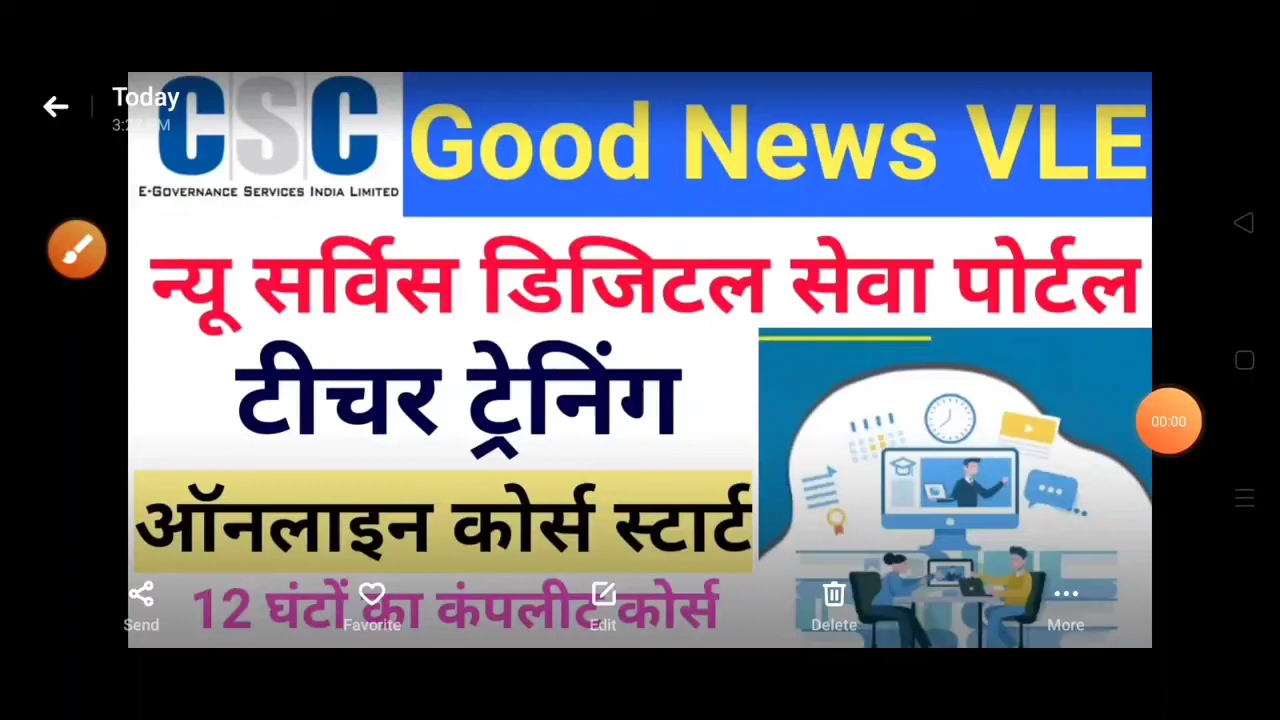 Today
CSC
E-GOVERNANCE SERVICES INDIA LIMITED
Good News VLE
न्यू सर्विस डिजिटल सेवा पोर्टल
टीचर ट्रेनिंग
ऑनलाइन कोर्स स्टार्ट
12 घंटों का कंपलीट कोर्स
00:00
Send
Favorite
Edit
Delete
More